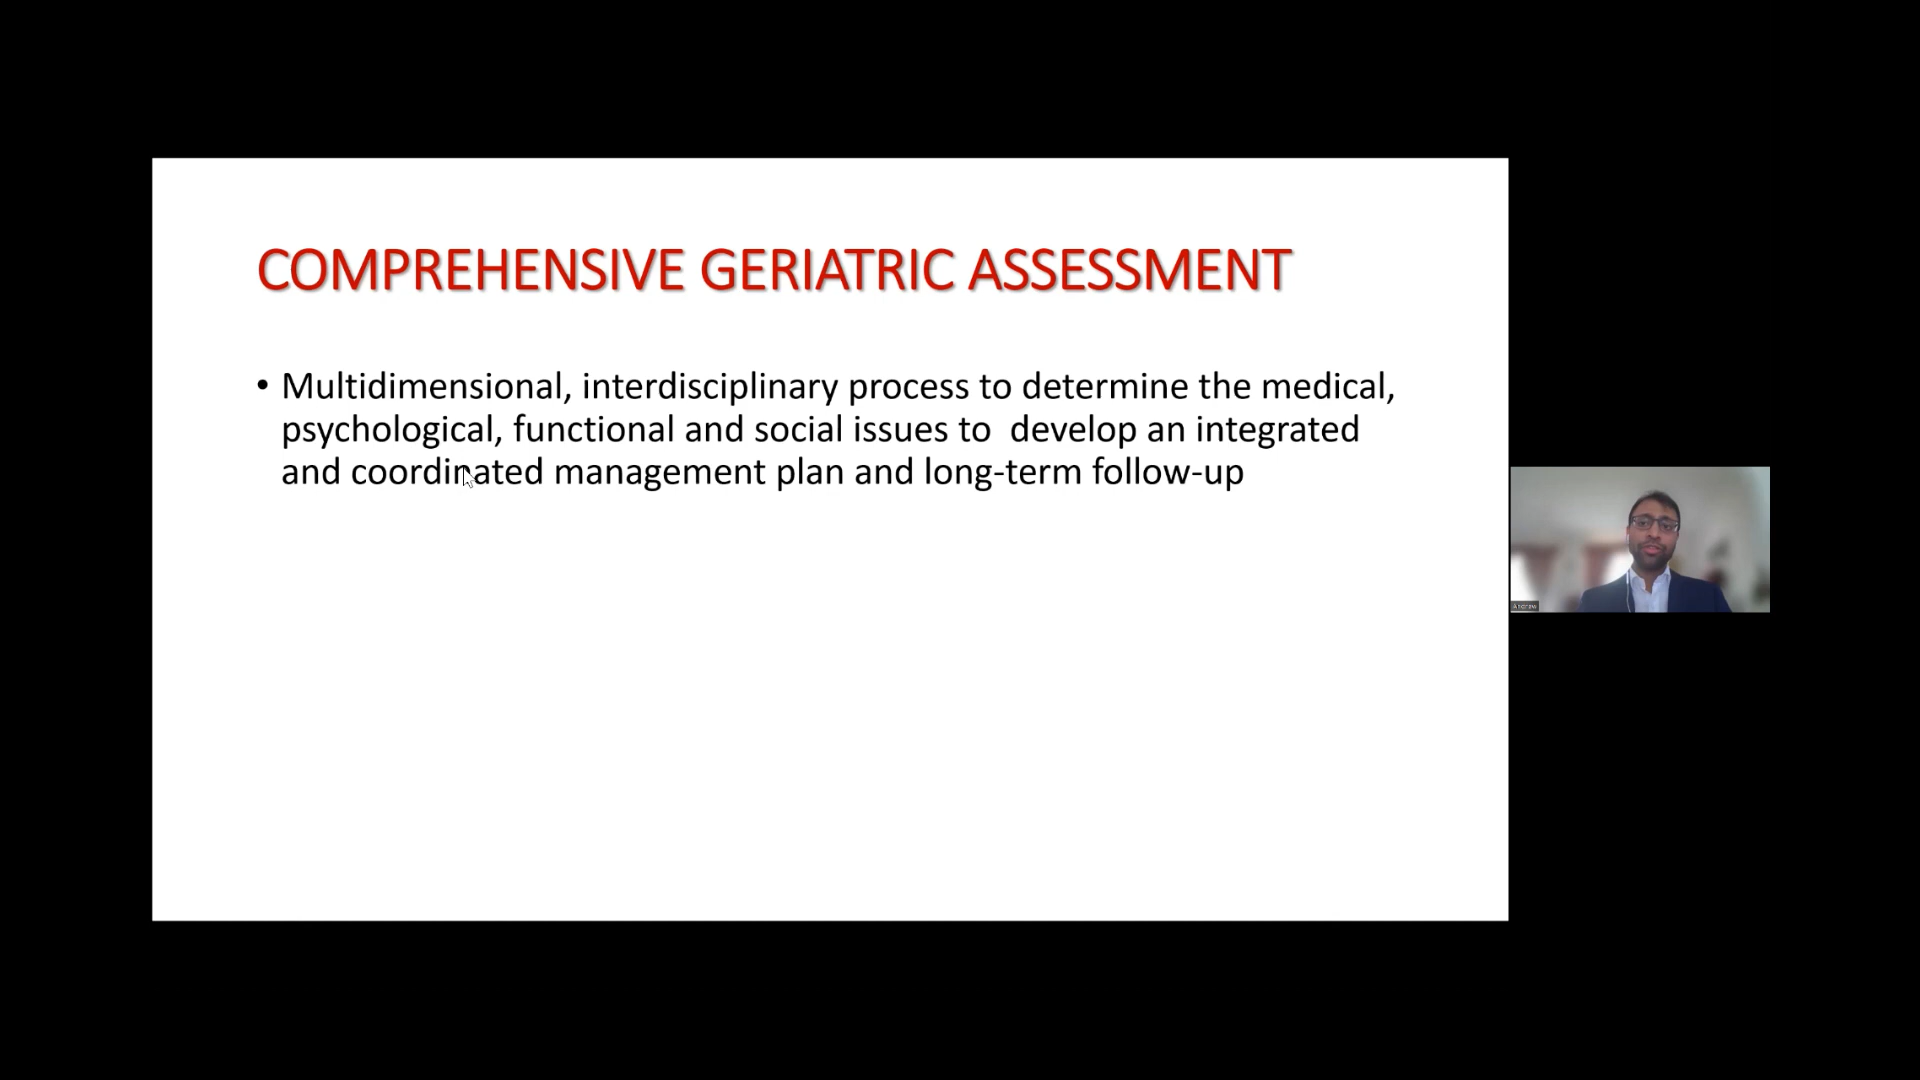 COMPREHENSIVE GERIATRIC ASSESSMENT
• Multidimensional, interdisciplinary process to determine the medical,
psychological, functional and social issues to  develop an integrated
and coordinated management plan and long-term follow-up
Andrew